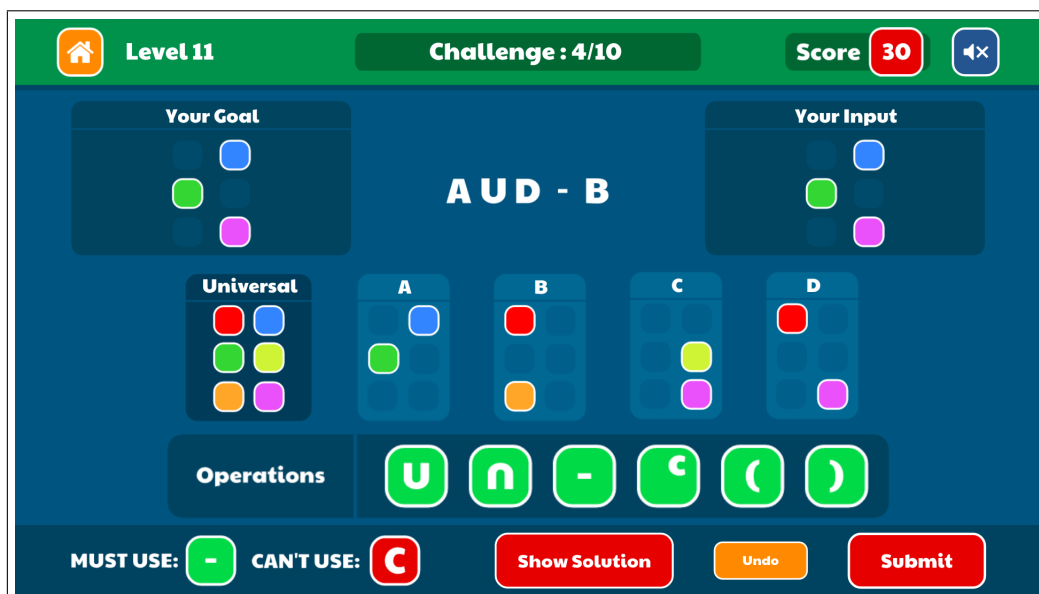 Level 11
Challenge : 4/10
Score 30
Your Goal
Your Input
A U D - B
Universal
A
B
C
D
Operations
U ∩ - C ( )
MUST USE: -
CAN'T USE: C
Show Solution
Undo
Submit